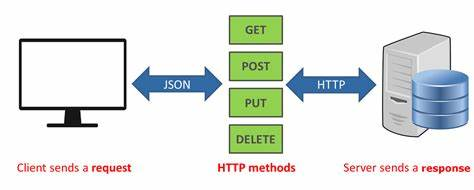 GET
POST
JSON
HTTP
PUT
DELETE
Client sends a request
HTTP methods
Server sends a response